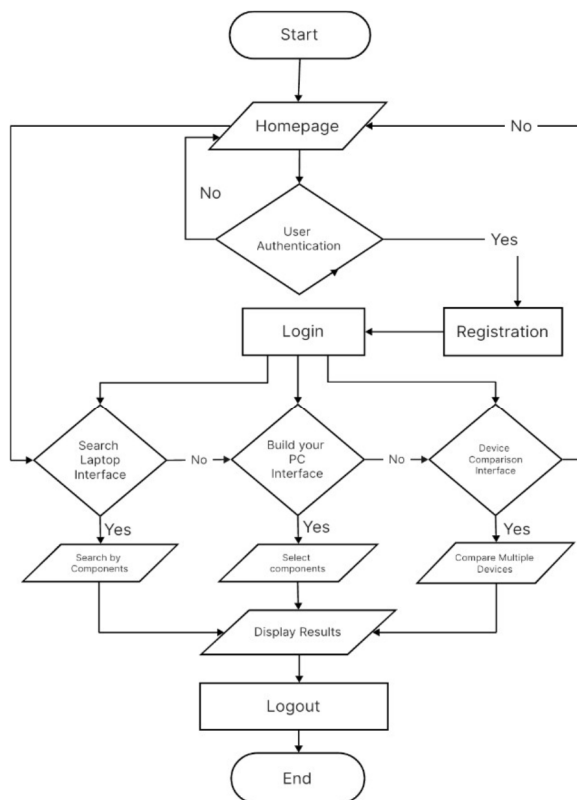 Start
Homepage
No
No
User
Authentication
Yes
Login
Registration
Search
Laptop
Interface
No
Build your
PC
Interface
No
Device
Comparison
Interface
Yes
Yes
Yes
Search by
Components
Select
components
Compare Multiple
Devices
Display Results
Logout
End